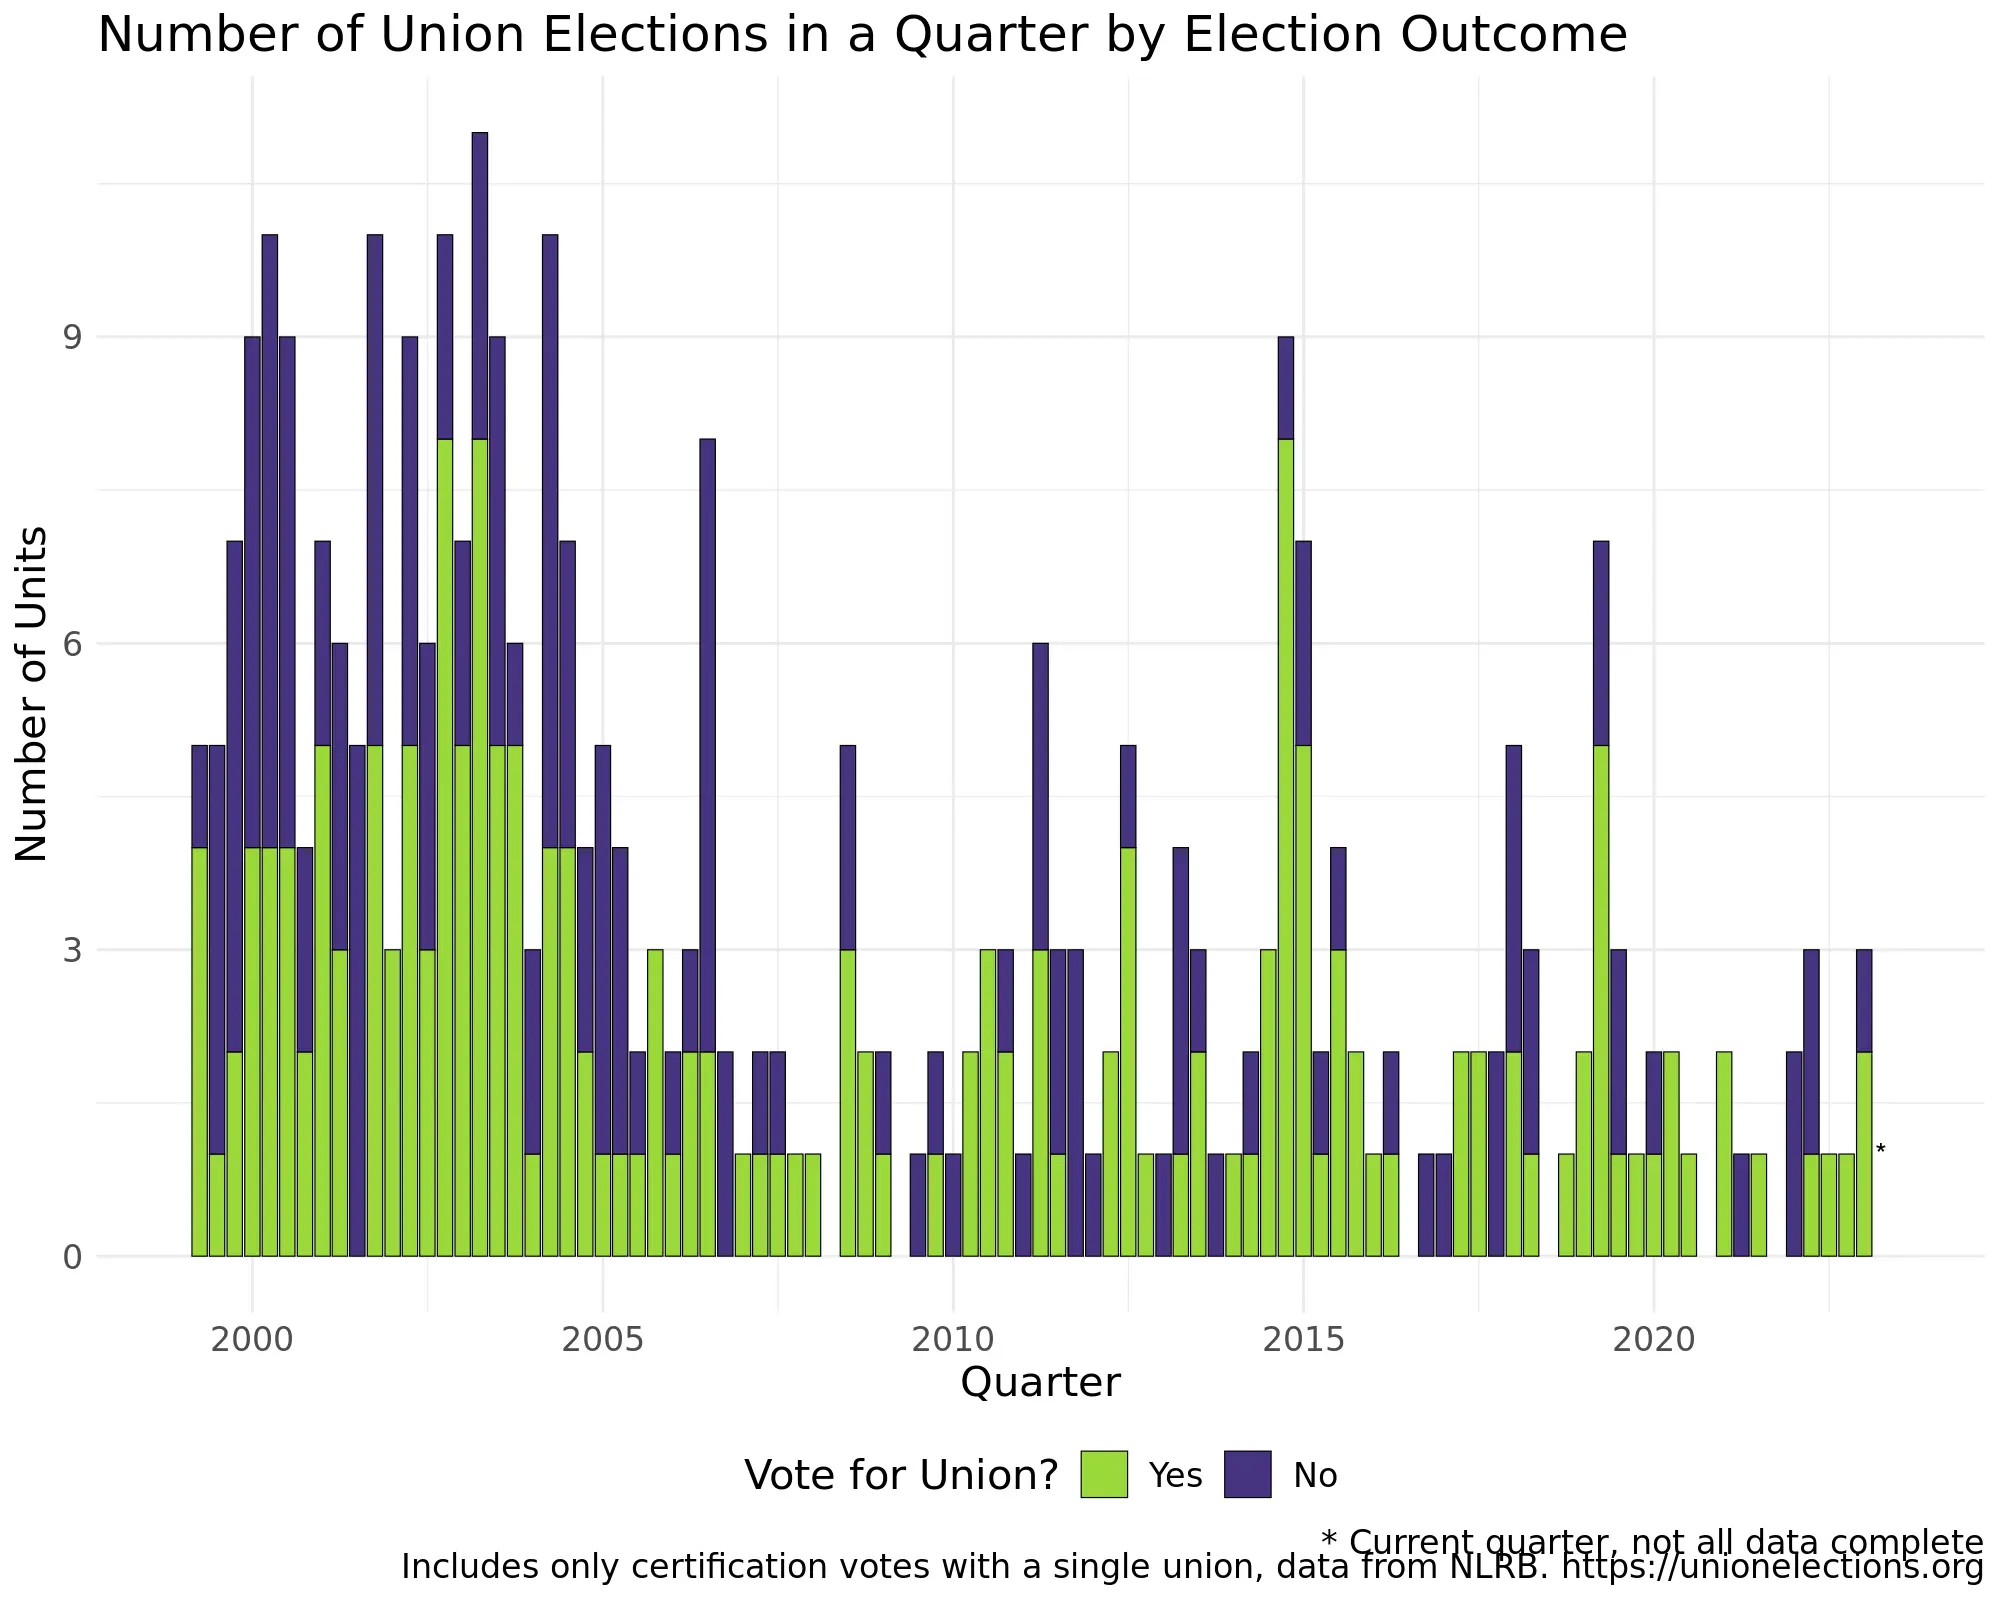 Number of Union Elections in a Quarter by Election Outcome
Number of Units
9
6
3
0
*
2000 2005 2010 2015 2020
Quarter
Vote for Union? Yes No
* Current quarter, not all data complete
Includes only certification votes with a single union, data from NLRB. https://unionelections.org